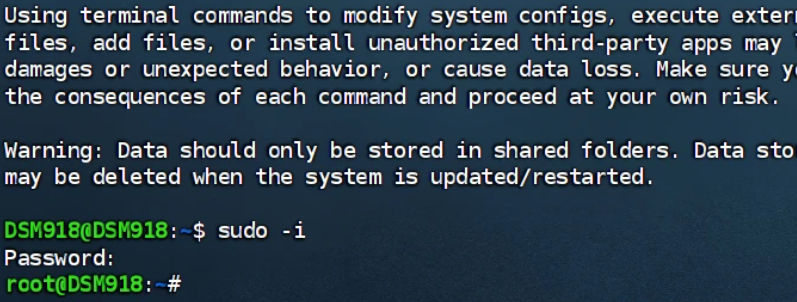 Using terminal commands to modify system configs, execute
files, add files, or install unauthorized third-party apps may
damages or unexpected behavior, or cause data loss. Make sure
the consequences of each command and proceed at your own risk.
Warning: Data should only be stored in shared folders. Data
may be deleted when the system is updated/restarted.
DSM918@DSM918:~$ sudo -i
Password:
root@DSM918:~#